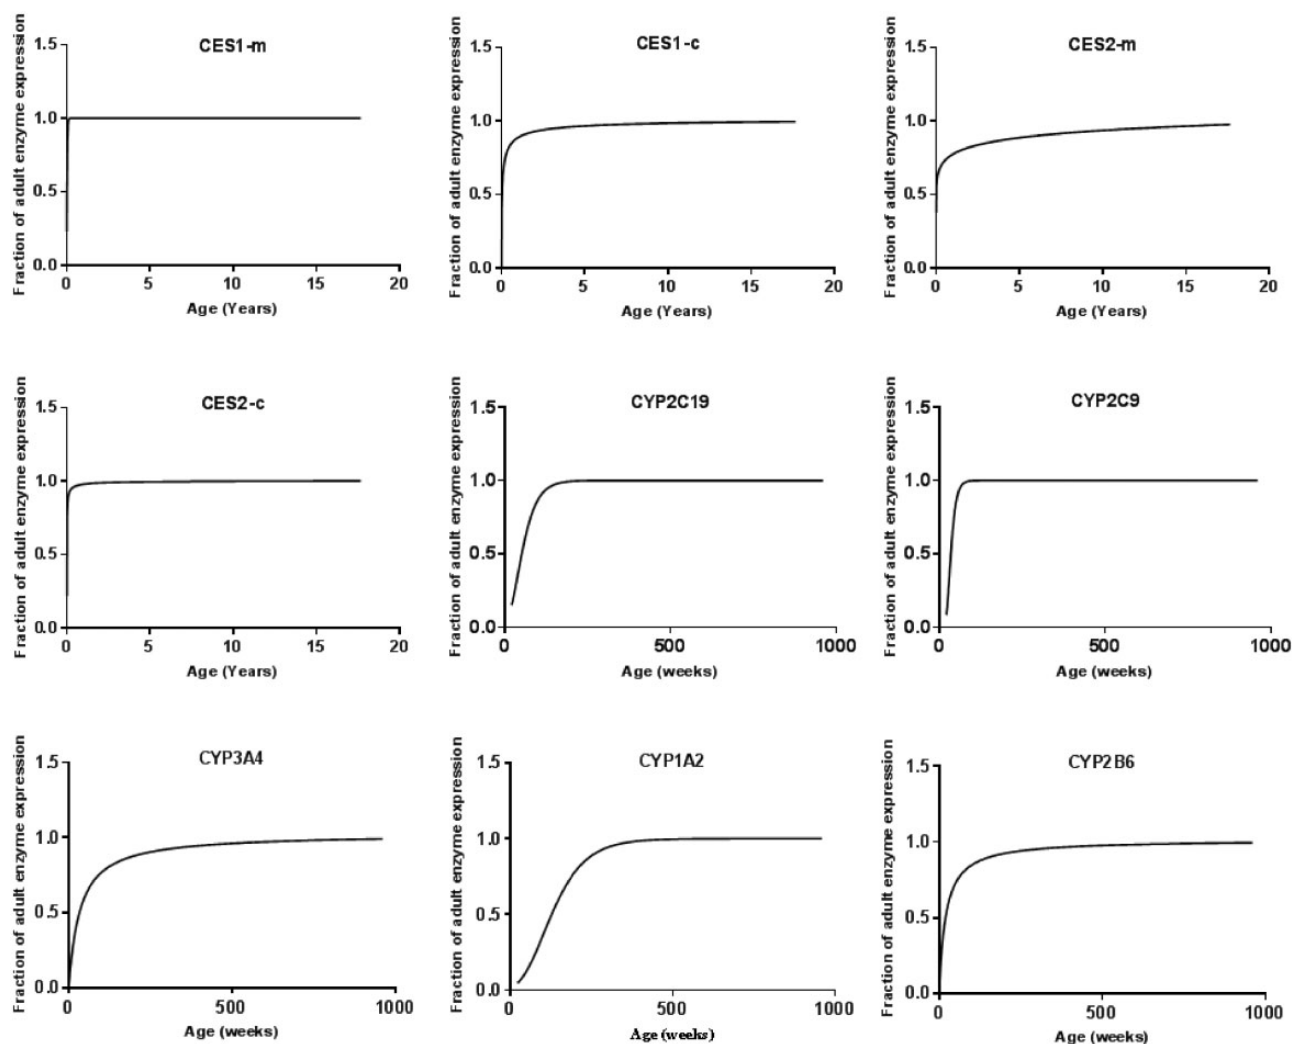 CES1-m
Fraction of adult enzyme expression
1.5
1.0
0.5
0.0
0 5 10 15 20
Age (Years)
CES1-c
Fraction of adult enzyme expression
1.5
1.0
0.5
0.0
0 5 10 15 20
Age (Years)
CES2-m
Fraction of adult enzyme expression
1.5
1.0
0.5
0.0
0 5 10 15 20
Age (Years)
CES2-c
Fraction of adult enzyme expression
1.5
1.0
0.5
0.0
0 5 10 15 20
Age (Years)
CYP2C19
Fraction of adult enzyme expression
1.5
1.0
0.5
0.0
0 500 1000
Age (weeks)
CYP2C9
Fraction of adult enzyme expression
1.5
1.0
0.5
0.0
0 500 1000
Age (weeks)
CYP3A4
Fraction of adult enzyme expression
1.5
1.0
0.5
0.0
0 500 1000
Age (weeks)
CYP1A2
Fraction of adult enzyme expression
1.5
1.0
0.5
0.0
0 500 1000
Age (weeks)
CYP2B6
Fraction of adult enzyme expression
1.5
1.0
0.5
0.0
0 500 1000
Age (weeks)